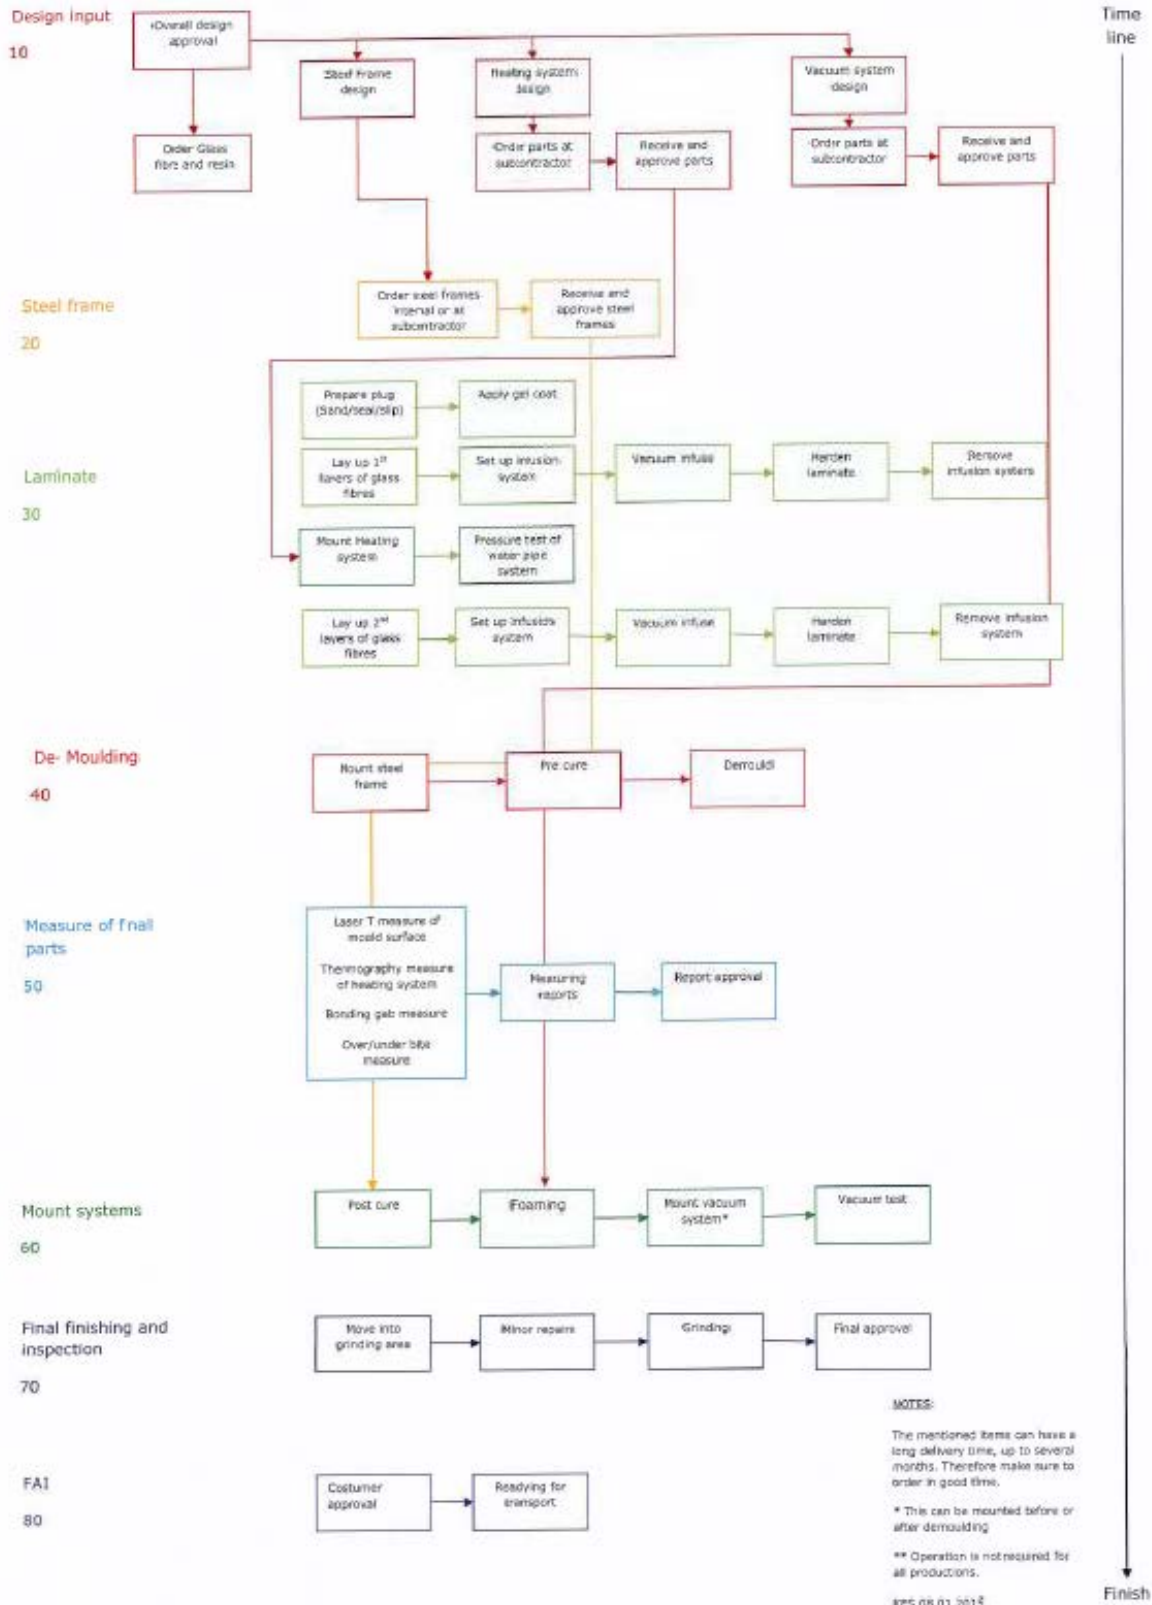 Design input
10
Overall design
approval
Steel Frame
design
Heating system
design
Vacuum system
design
Time
line
Order Glass
fibre and resin
Order parts at
subcontractor
Receive and
approve parts
Order parts at
subcontractor
Receive and
approve parts
Steel frame
20
Order steel frames
internal or at
subcontractor
Receive and
approve steel
frames
Laminate
30
Prepare plug
(Sand/seal/slip)
Apply gel coat
Lay up 1st
layers of glass
fibres
Set up infusion
system
Vacuum infuse
Harden
laminate
Remove
infusion system
Mount Heating
system
Pressure test of
water pipe
system
Lay up 2nd
layers of glass
fibres
Set up infusion
system
Vacuum infuse
Harden
laminate
Remove infusion
system
De- Moulding
40
Mount steel
frame
Pre cure
Demould
Measure of fnall
parts
50
Laser T measure of
mould surface
Thermography measure
of heating system
Bonding gab measure
Over/under bite
measure
Measuring
reports
Report approval
Mount systems
60
Post cure
Foaming
Mount vacuum
system*
Vacuum test
Final finishing and
inspection
70
Move into
grinding area
Minor repairs
Grinding
Final approval
FAI
80
Costumer
approval
Readying for
transport
NOTES:
The mentioned items can have a
long delivery time, up to several
months. Therefore make sure to
order in good time.
* This can be mounted before or
after demoulding
** Operation is not required for
all productions.
Finish